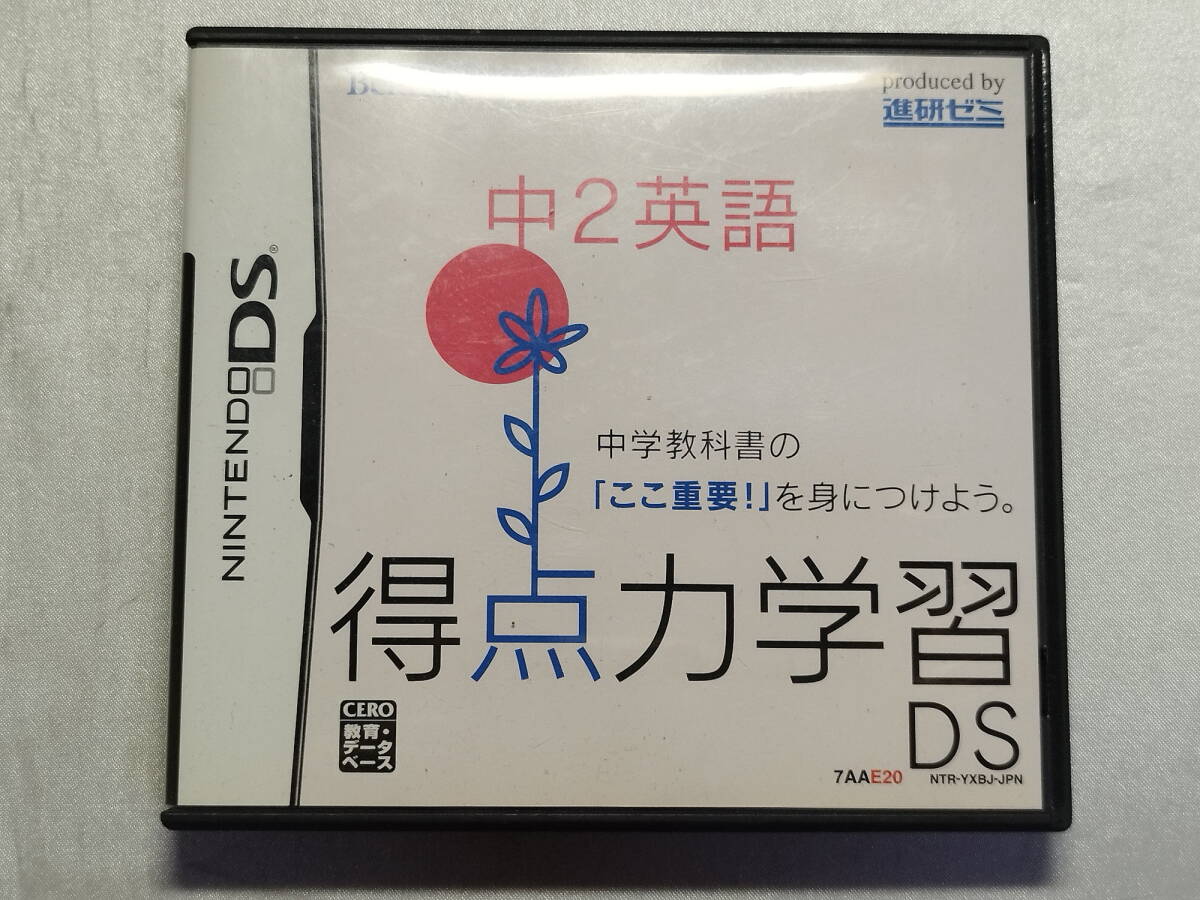 produced by
進研ゼミ
中2英語
NINTENDO DS®
中学教科書の
「ここ重要!」を身につけよう。
得点力学習
DS
CERO
教育・
データ
ベース
7AAE20
NTR-YXBJ-JPN